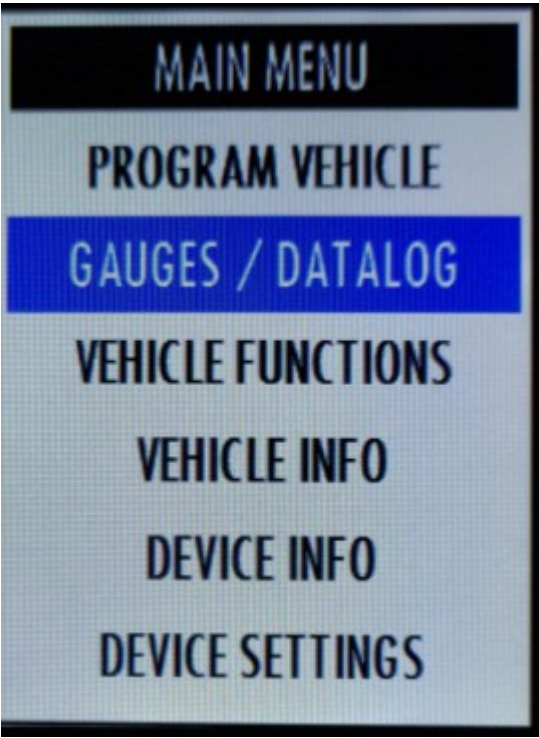 MAIN MENU
PROGRAM VEHICLE
GAUGES / DATALOG
VEHICLE FUNCTIONS
VEHICLE INFO
DEVICE INFO
DEVICE SETTINGS